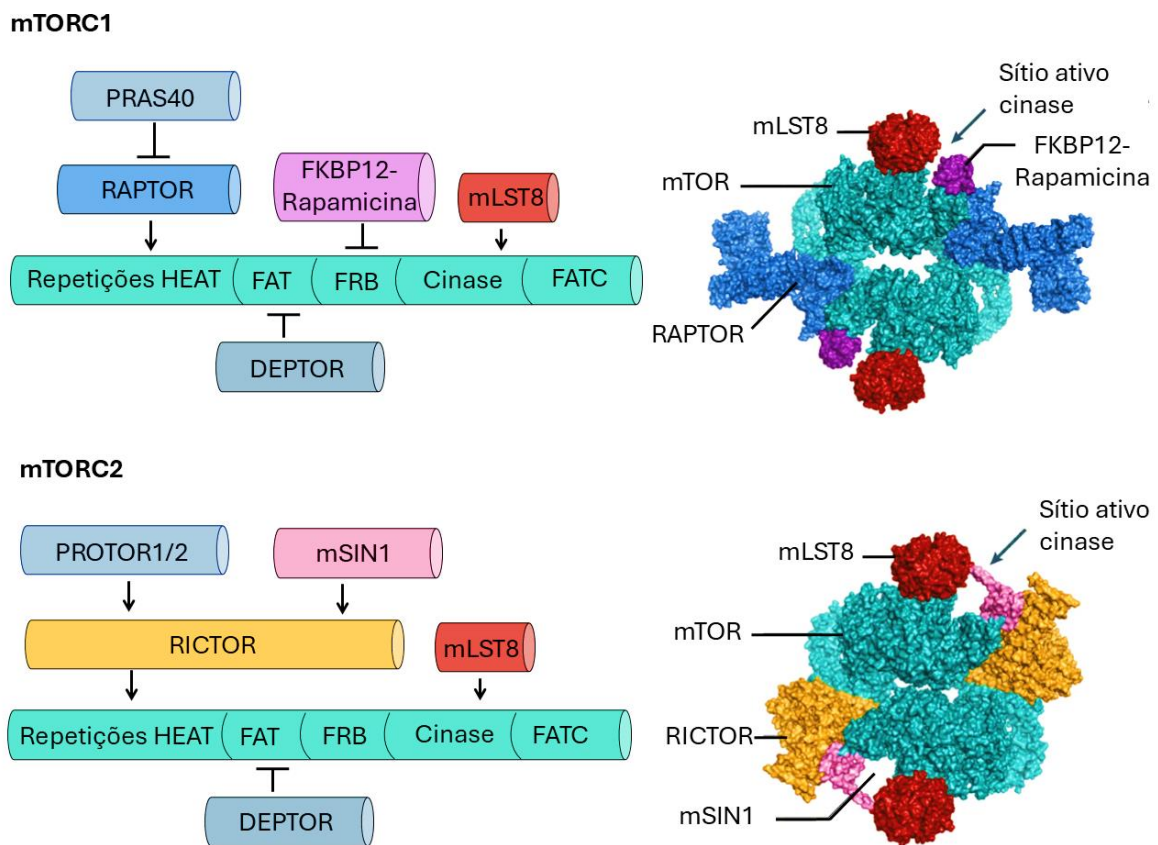 mTORC1
PRAS40
RAPTOR
FKBP12-
Rapamicina
mLST8
Repetições HEAT
FAT
FRB
Cinase
FATC
DEPTOR
Sítio ativo
cinase
mLST8
FKBP12-
Rapamicina
mTOR
RAPTOR
mTORC2
PROTOR1/2
mSIN1
RICTOR
mLST8
Repetições HEAT
FAT
FRB
Cinase
FATC
DEPTOR
Sítio ativo
cinase
mLST8
mTOR
RICTOR
mSIN1